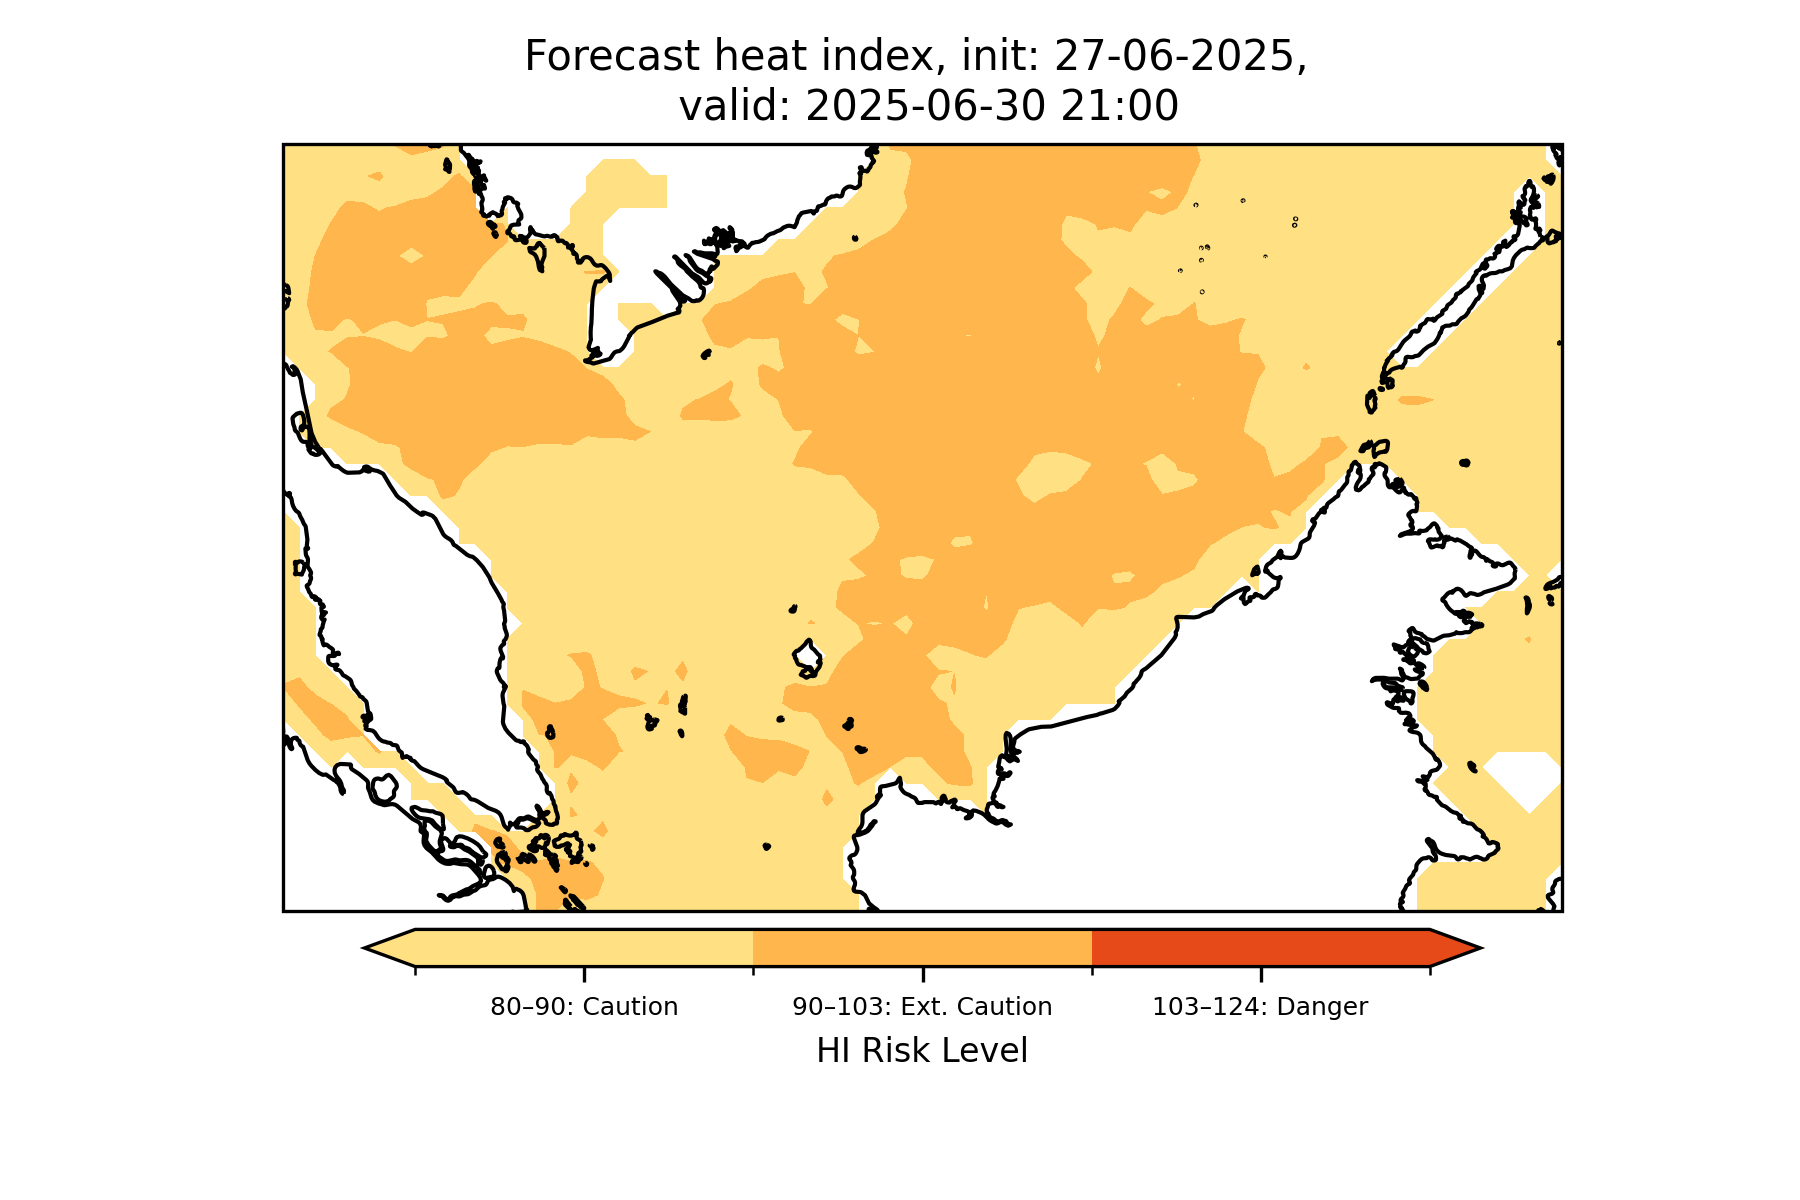 Forecast heat index, init: 27-06-2025,
valid: 2025-06-30 21:00
80–90: Caution
90–103: Ext. Caution
103–124: Danger
HI Risk Level